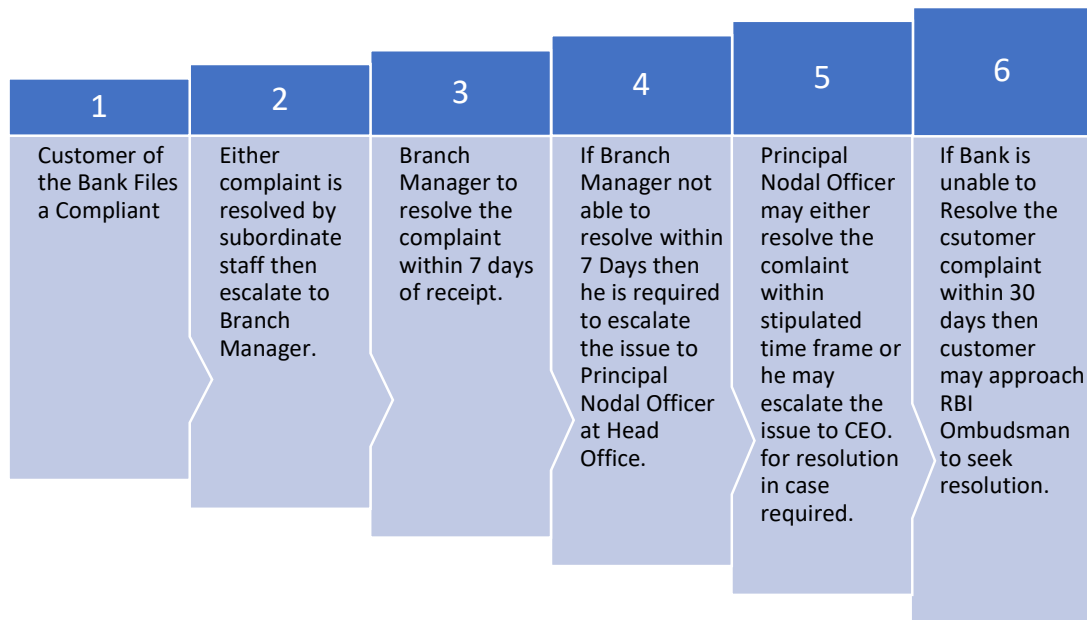 1
Customer of
the Bank Files
a Compliant
2
Either
complaint is
resolved by
subordinate
staff then
escalate to
Branch
Manager.
3
Branch
Manager to
resolve the
complaint
within 7 days
of receipt.
4
If Branch
Manager not
able to
resolve within
7 Days then
he is required
to escalate
the issue to
Principal
Nodal Officer
at Head
Office.
5
Principal
Nodal Officer
may either
resolve the
comlaint
within
stipulated
time frame or
he may
escalate the
issue to CEO.
for resolution
in case
required.
6
If Bank is
unable to
Resolve the
csutomer
complaint
within 30
days then
customer
may approach
RBI
Ombudsman
to seek
resolution.